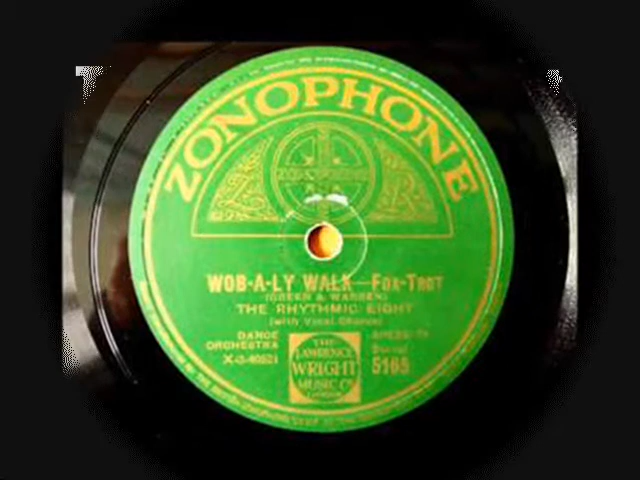 ZONOPHONE
WOB-A-LY WALK—FOX-TROT
(GREEN & WARREN)
THE RHYTHMIC EIGHT
(with Vocal Chorus)
DANCE
ORCHESTRA
5165
THE
LAWRENCE
WRIGHT
MUSIC Co
LONDON